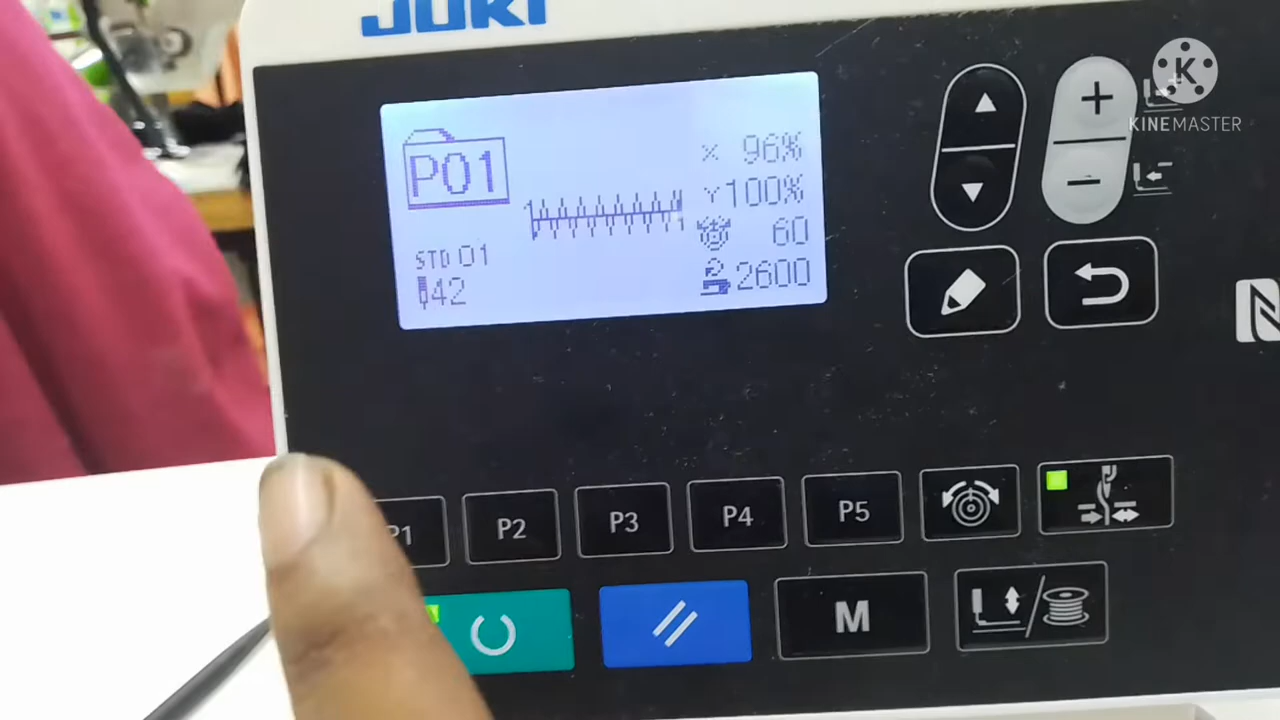 JUKI
P01
X 96%
Y 100%
60
2600
STD 01
42
P1
P2
P3
P4
P5
M
K
KINEMASTER